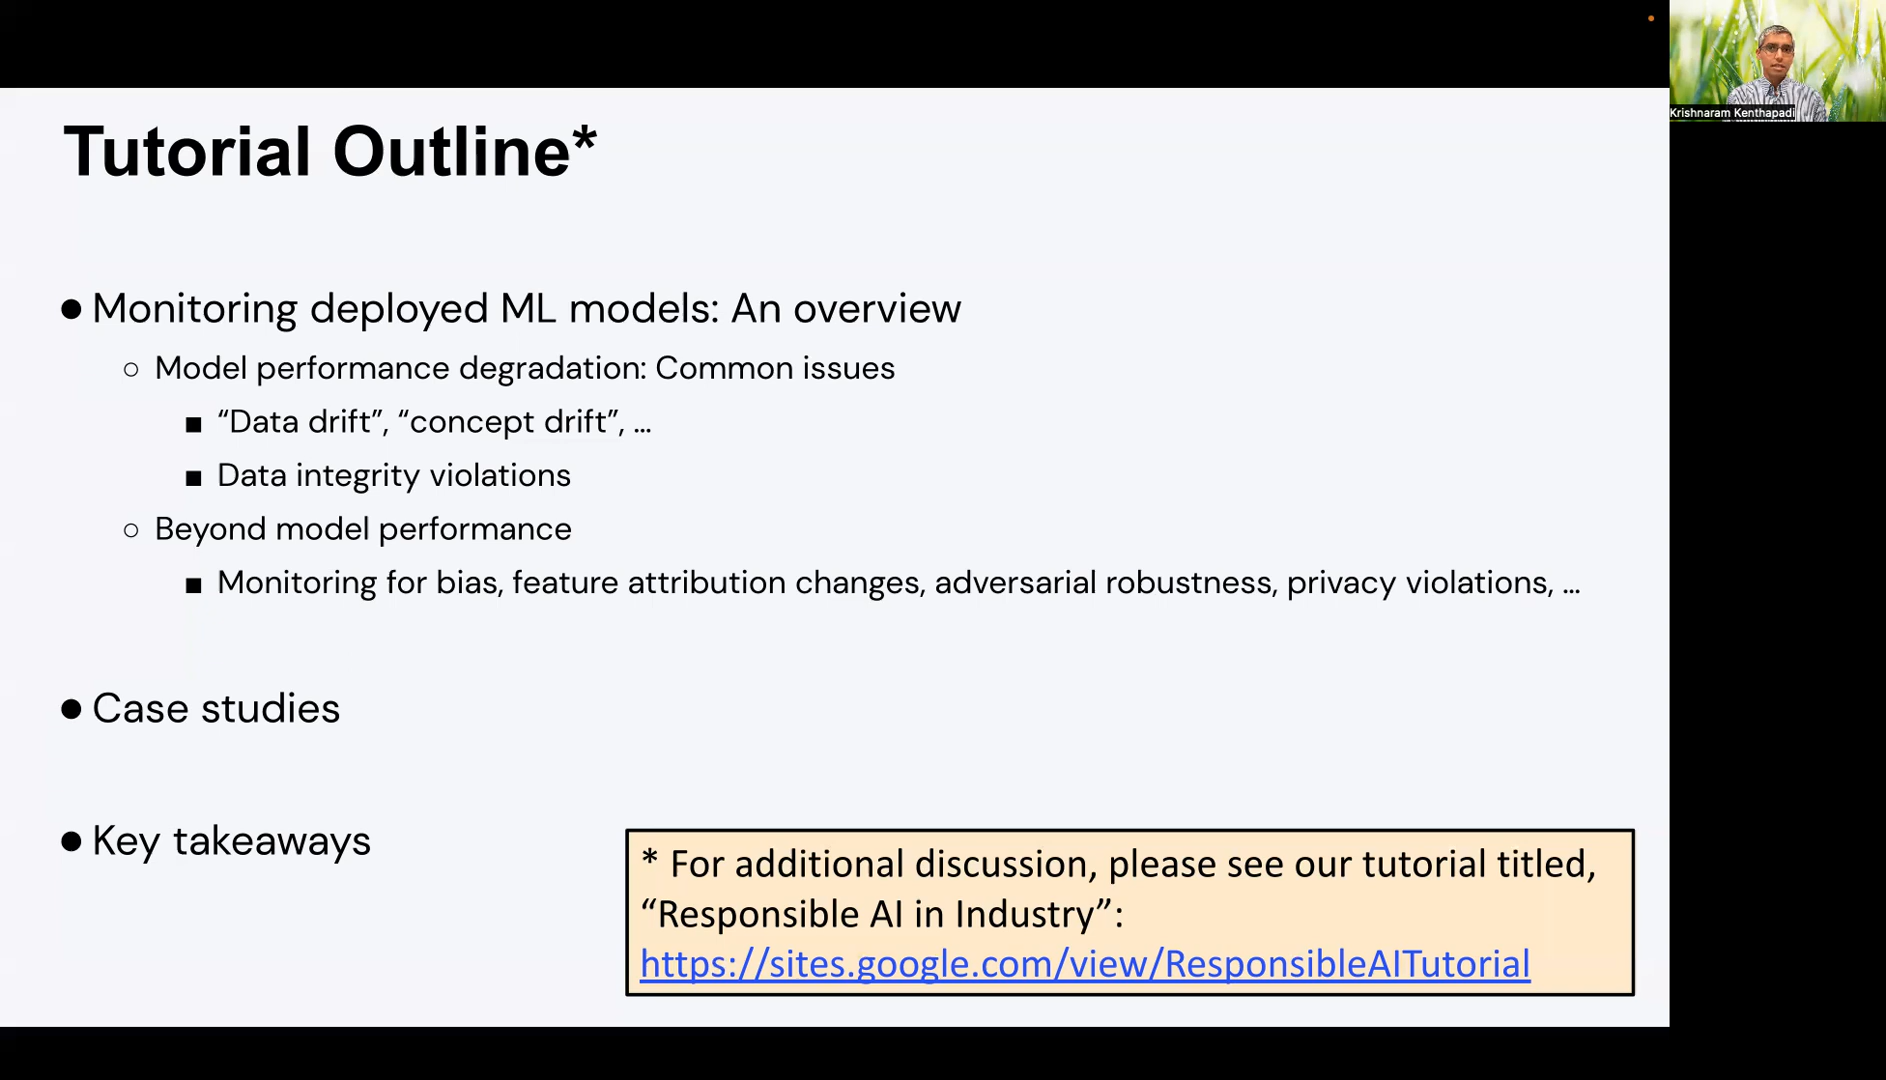 Krishnaram Kenthapadi
Tutorial Outline*
● Monitoring deployed ML models: An overview
○ Model performance degradation: Common issues
■ “Data drift”, “concept drift”, …
■ Data integrity violations
○ Beyond model performance
■ Monitoring for bias, feature attribution changes, adversarial robustness, privacy violations, …
● Case studies
● Key takeaways
* For additional discussion, please see our tutorial titled,
“Responsible AI in Industry”:
https://sites.google.com/view/ResponsibleAITutorial